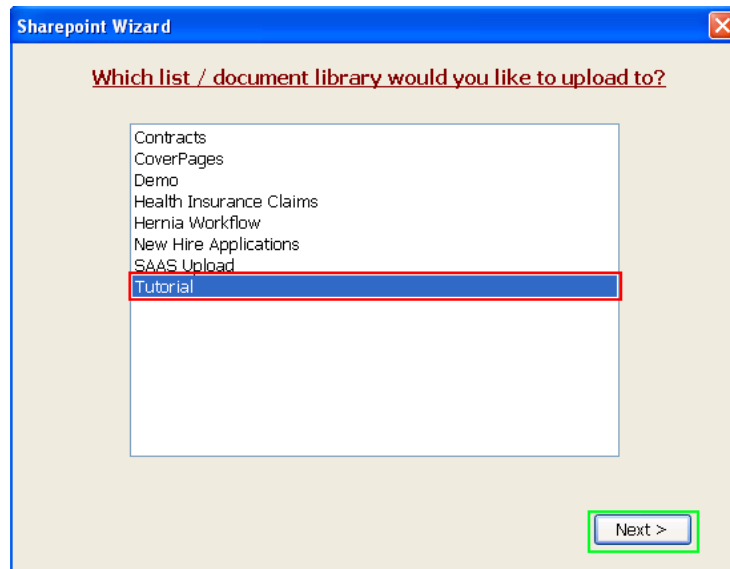 Sharepoint Wizard
Which list / document library would you like to upload to?
Contracts
CoverPages
Demo
Health Insurance Claims
Hernia Workflow
New Hire Applications
SAAS Upload
Tutorial
Next >